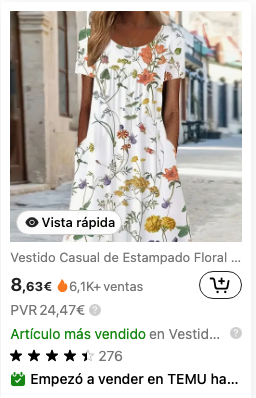 Vista rápida
Vestido Casual de Estampado Floral ...
8,63€ 6,1K+ ventas
PVR 24,47€ ?
Artículo más vendido en Vestid... ?
276
Empezó a vender en TEMU ha...